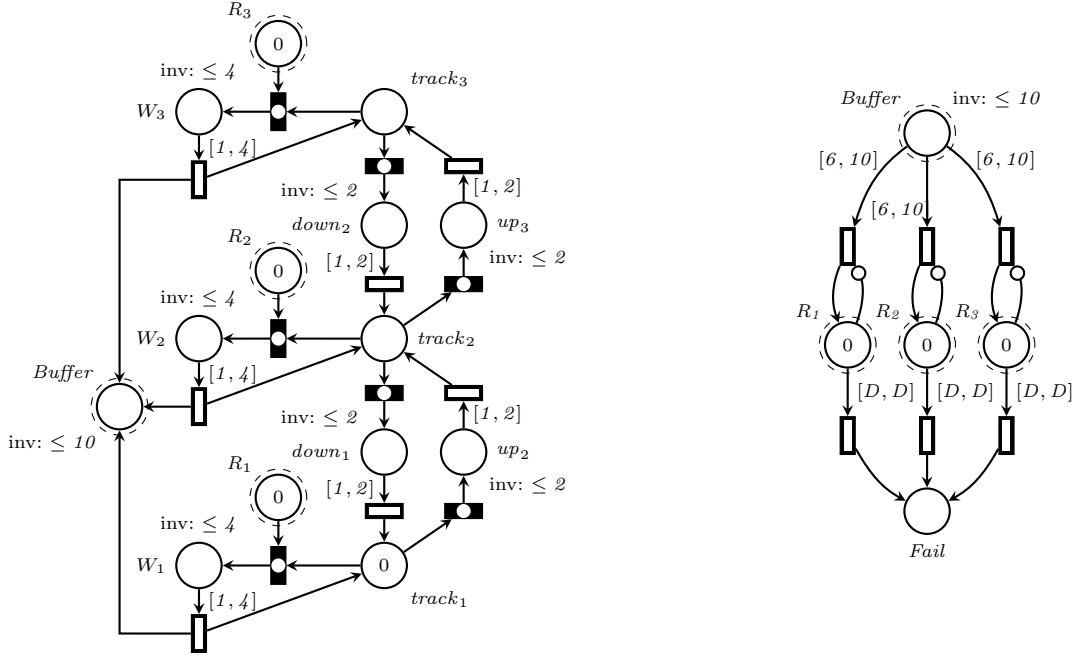 R3
0
inv: ≤ 4
track3
W3
[1, 4]
[1, 2]
inv: ≤ 2
down2
up3
R2
0
[1, 2]
inv: ≤ 2
inv: ≤ 4
W2
track2
Buffer
[1, 4]
[1, 2]
inv: ≤ 2
inv: ≤ 10
down1
up2
R1
0
[1, 2]
inv: ≤ 2
inv: ≤ 4
W1
0
[1, 4]
track1
Buffer
inv: ≤ 10
[6, 10]
[6, 10]
[6, 10]
R1
R2
R3
0
0
0
[D, D]
[D, D]
[D, D]
Fail